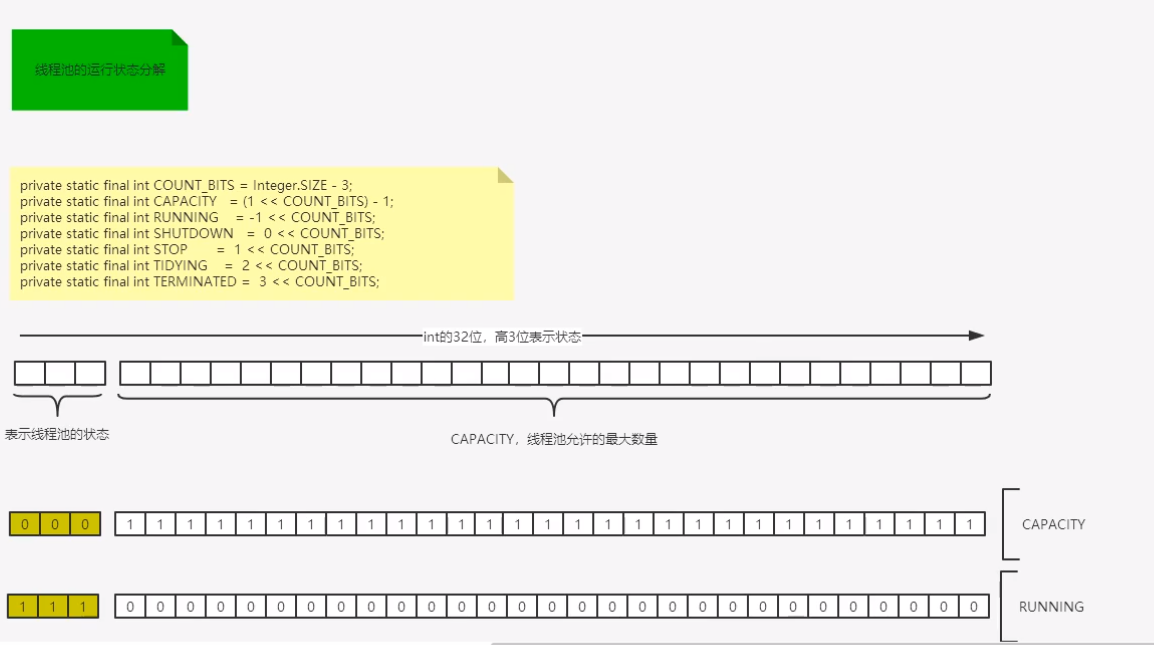 线程池的运行状态分解
private static final int COUNT_BITS = Integer.SIZE - 3;
private static final int CAPACITY = (1 << COUNT_BITS) - 1;
private static final int RUNNING = -1 << COUNT_BITS;
private static final int SHUTDOWN = 0 << COUNT_BITS;
private static final int STOP = 1 << COUNT_BITS;
private static final int TIDYING = 2 << COUNT_BITS;
private static final int TERMINATED = 3 << COUNT_BITS;
int的32位，高3位表示状态
表示线程池的状态
CAPACITY，线程池允许的最大数量
0 0 0 1 1 1 1 1 1 1 1 1 1 1 1 1 1 1 1 1 1 1 1 1 1 1 1 1 1 1 1 1 CAPACITY
1 1 1 0 0 0 0 0 0 0 0 0 0 0 0 0 0 0 0 0 0 0 0 0 0 0 0 0 0 0 0 0 RUNNING